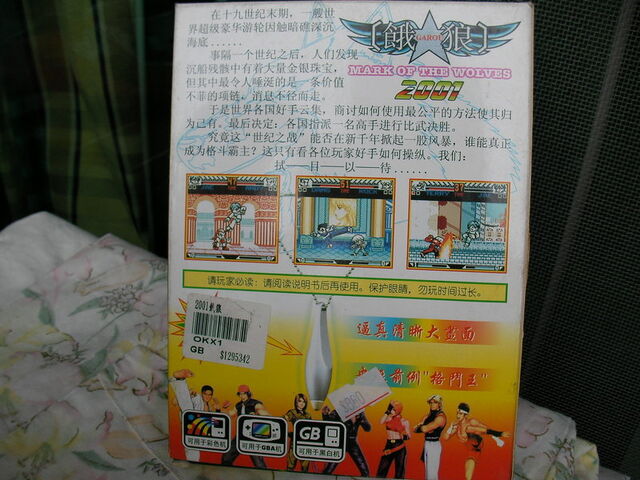 在十九世纪末期，一艘世
界超级豪华游轮因触暗礁深沉
海底……
事隔一个世纪之后，人们发现
沉船残骸中有着大量金银珠宝，
但其中最令人唾涎的是一条价值
不菲的项链，消息不径而走。
[餓狼]
GAROU
MARK OF THE WOLVES
2001
于是世界各国好手云集，商讨如何使用最公平的方法使其归
为己有。最后决定：各国指派一名高手进行比武决胜。
究竟这“世纪之战”能否在新千年掀起一股风暴，谁能真正
成为格斗霸主？这只有看各位玩家好手如何操纵。我们：
拭——目——以——待……
61
TERRY
请玩家必读：请阅读说明书后再使用。保护眼睛，勿玩时间过长。
2001饿狼
OKX1
GB $1295342
逼真清晰大画面
前例"格鬥王"
$380
可用于彩色机
可用于GBA机
GB
可用于黑白机